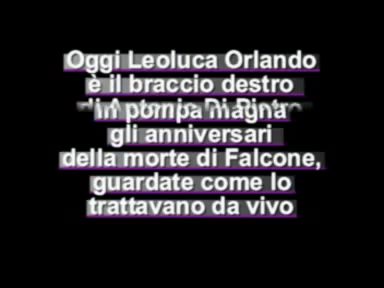 Oggi Leoluca Orlando
è il braccio destro
in pompa magna
gli anniversari
della morte di Falcone,
guardate come lo
trattavano da vivo